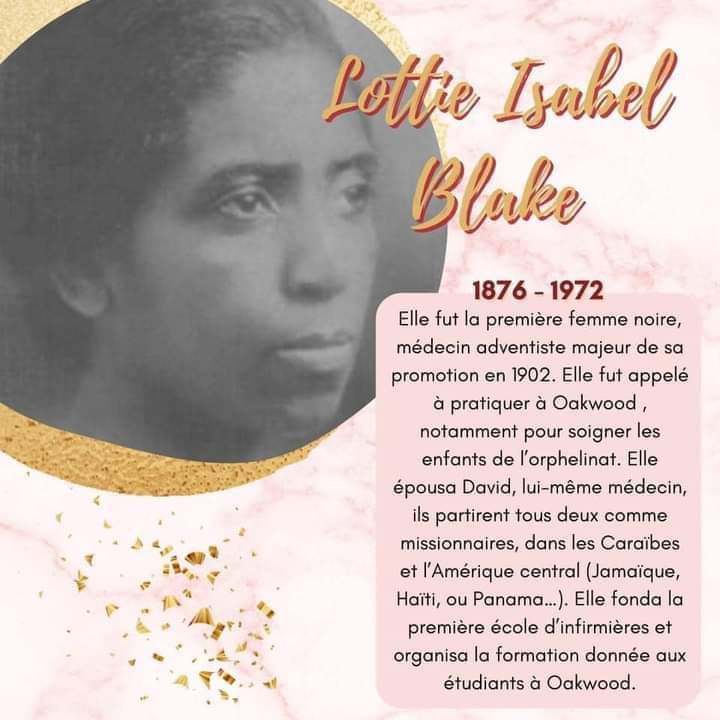 Lottie Isabel
Blake
1876 - 1972
Elle fut la première femme noire,
médecin adventiste majeur de sa
promotion en 1902. Elle fut appelé
à pratiquer à Oakwood ,
notamment pour soigner les
enfants de l'orphelinat. Elle
épousa David, lui-même médecin,
ils partirent tous deux comme
missionnaires, dans les Caraïbes
et l'Amérique central (Jamaïque,
Haïti, ou Panama...). Elle fonda la
première école d'infirmières et
organisa la formation donnée aux
étudiants à Oakwood.